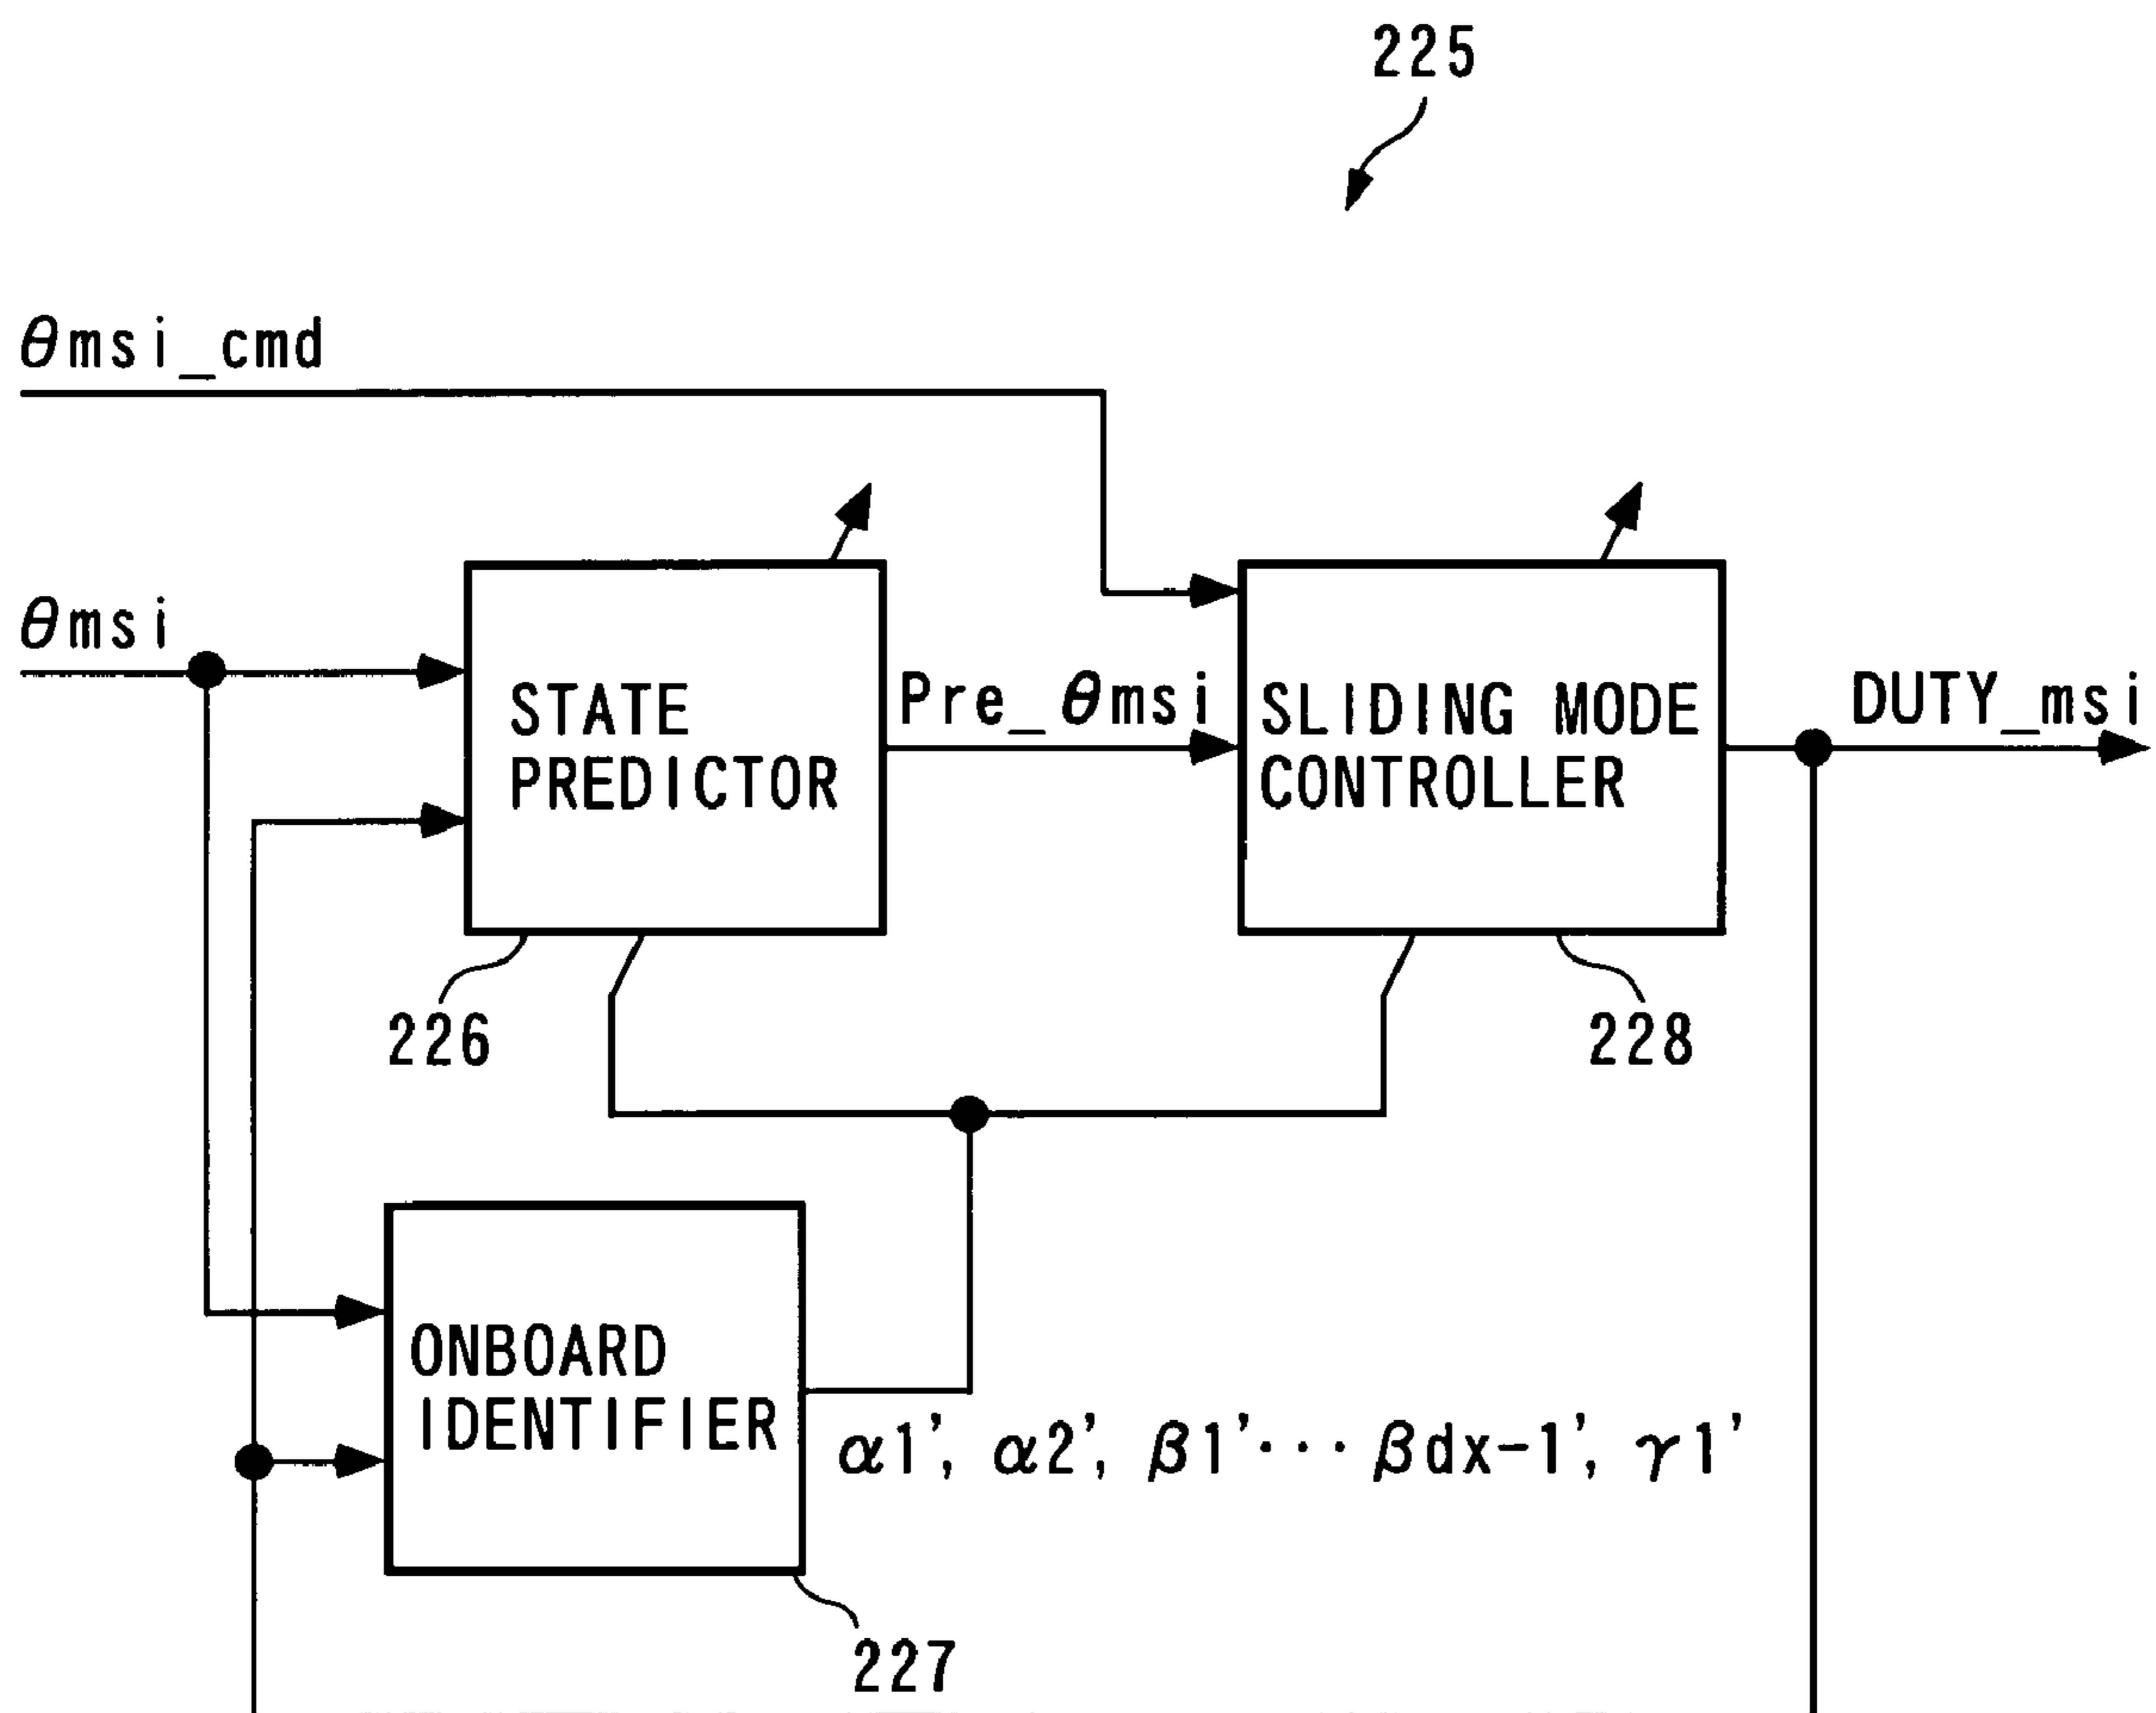 225
θmsi_cmd
θmsi
STATE
PREDICTOR
Pre_θmsi
SLIDING MODE
CONTROLLER
DUTY_msi
226
228
ONBOARD
IDENTIFIER
α1', α2', β1'··· βdx-1', γ1'
227